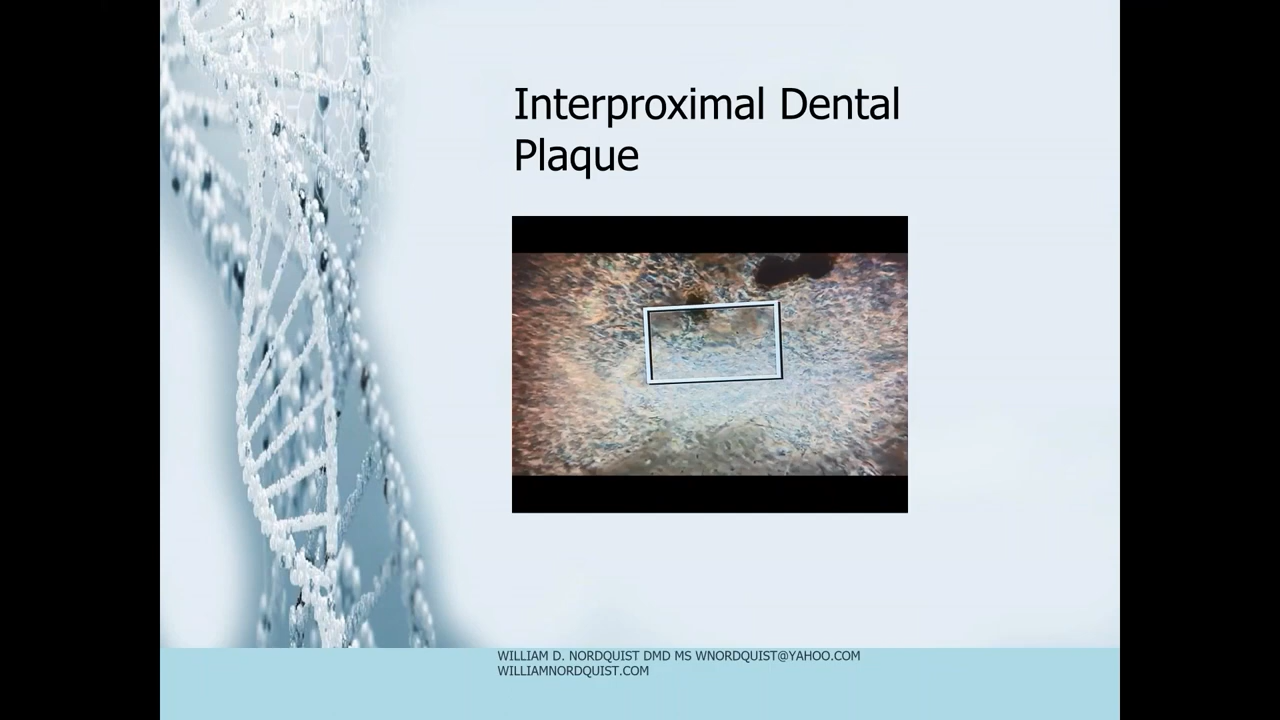 Interproximal Dental
Plaque
WILLIAM D. NORDQUIST DMD MS WNORDQUIST@YAHOO.COM
WILLIAMNORDQUIST.COM